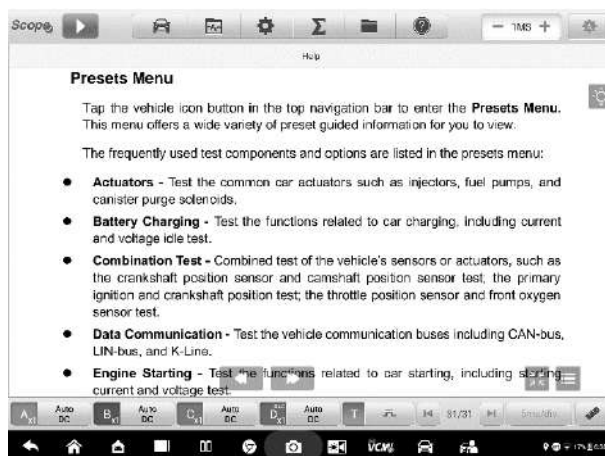 Scope
1MS
Help
Presets Menu
Tap the vehicle icon button in the top navigation bar to enter the Presets Menu.
This menu offers a wide variety of preset guided information for you to view.
The frequently used test components and options are listed in the presets menu:
● Actuators - Test the common car actuators such as injectors, fuel pumps, and
canister purge solenoids.
● Battery Charging - Test the functions related to car charging, including current
and voltage idle test.
● Combination Test - Combined test of the vehicle's sensors or actuators, such as
the crankshaft position sensor and camshaft position sensor test; the primary
ignition and crankshaft position test; the throttle position sensor and front oxygen
sensor test.
● Data Communication - Test the vehicle communication buses including CAN-bus,
LIN-bus, and K-Line.
● Engine Starting - Test the functions related to car starting, including starting
current and voltage test.
A x1 Auto DC B x1 Auto DC C x1 Auto DC D x1 Auto DC T 31/31 5ms/div
VCMI 17%